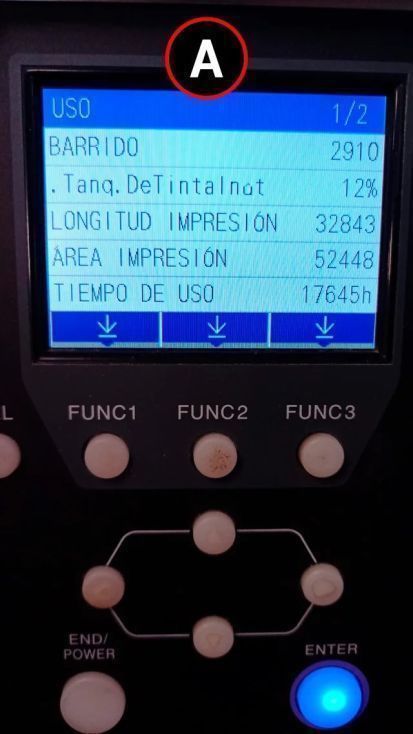 A
USO 1/2
BARRIDO 2910
.Tanq.DeTintaInut 12%
LONGITUD IMPRESIÓN 32843
ÁREA IMPRESIÓN 52448
TIEMPO DE USO 17645h
L FUNC1 FUNC2 FUNC3
END/
POWER
ENTER